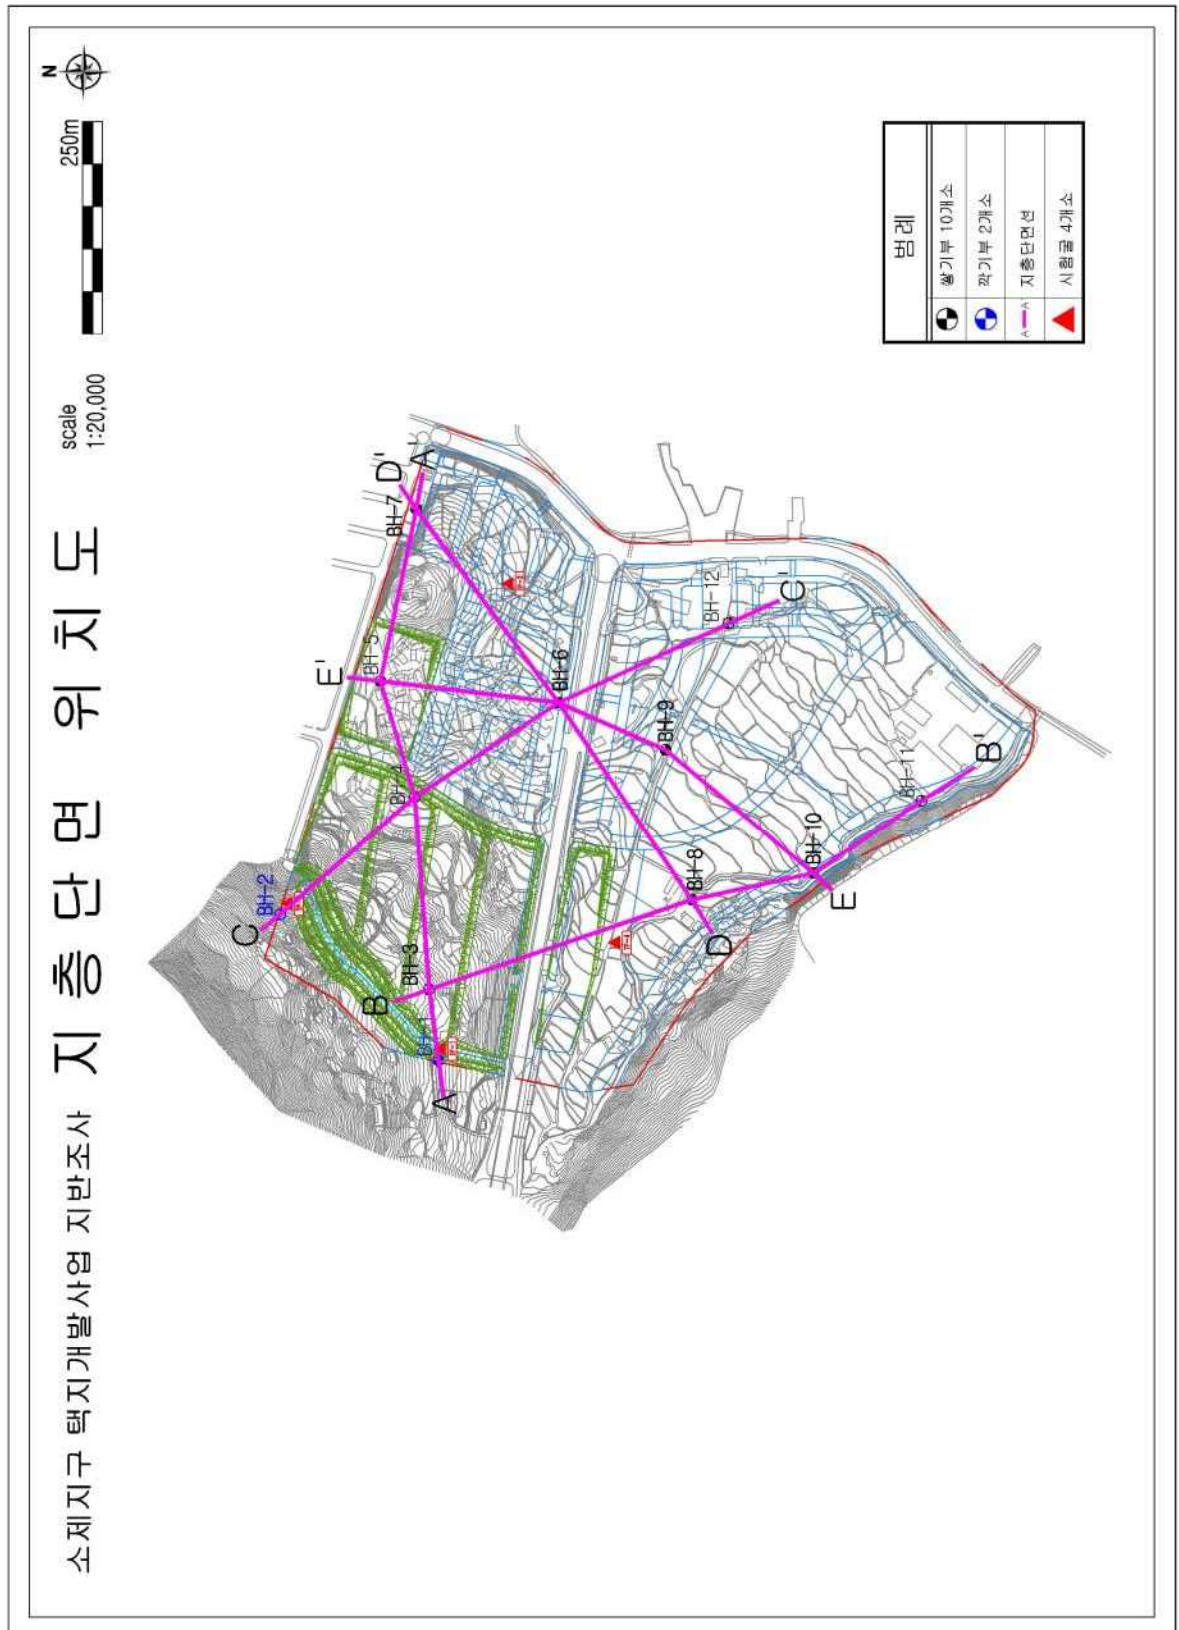 소제지구 택지개발사업 지반조사 지 층 단 면 위 치 도
scale
1:20,000
250m
N
범례
쌓기부 10개소
깍기부 2개소
A A' 지층단면선
시험굴 4개소
A
BH-1
BH-3
B
C
BH-2
BH-4
E'
BH-5
BH-7
D'
A'
BH-6
BH-9
BH-12
C'
BH-8
D
BH-10
E
BH-11
B'